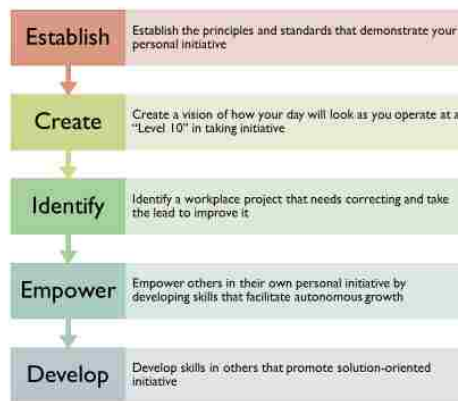 Establish
Establish the principles and standards that demonstrate your
personal initiative
Create
Create a vision of how your day will look as you operate at a
"Level 10" in taking initiative
Identify
Identify a workplace project that needs correcting and take
the lead to improve it
Empower
Empower others in their own personal initiative by
developing skills that facilitate autonomous growth
Develop
Develop skills in others that promote solution-oriented
initiative